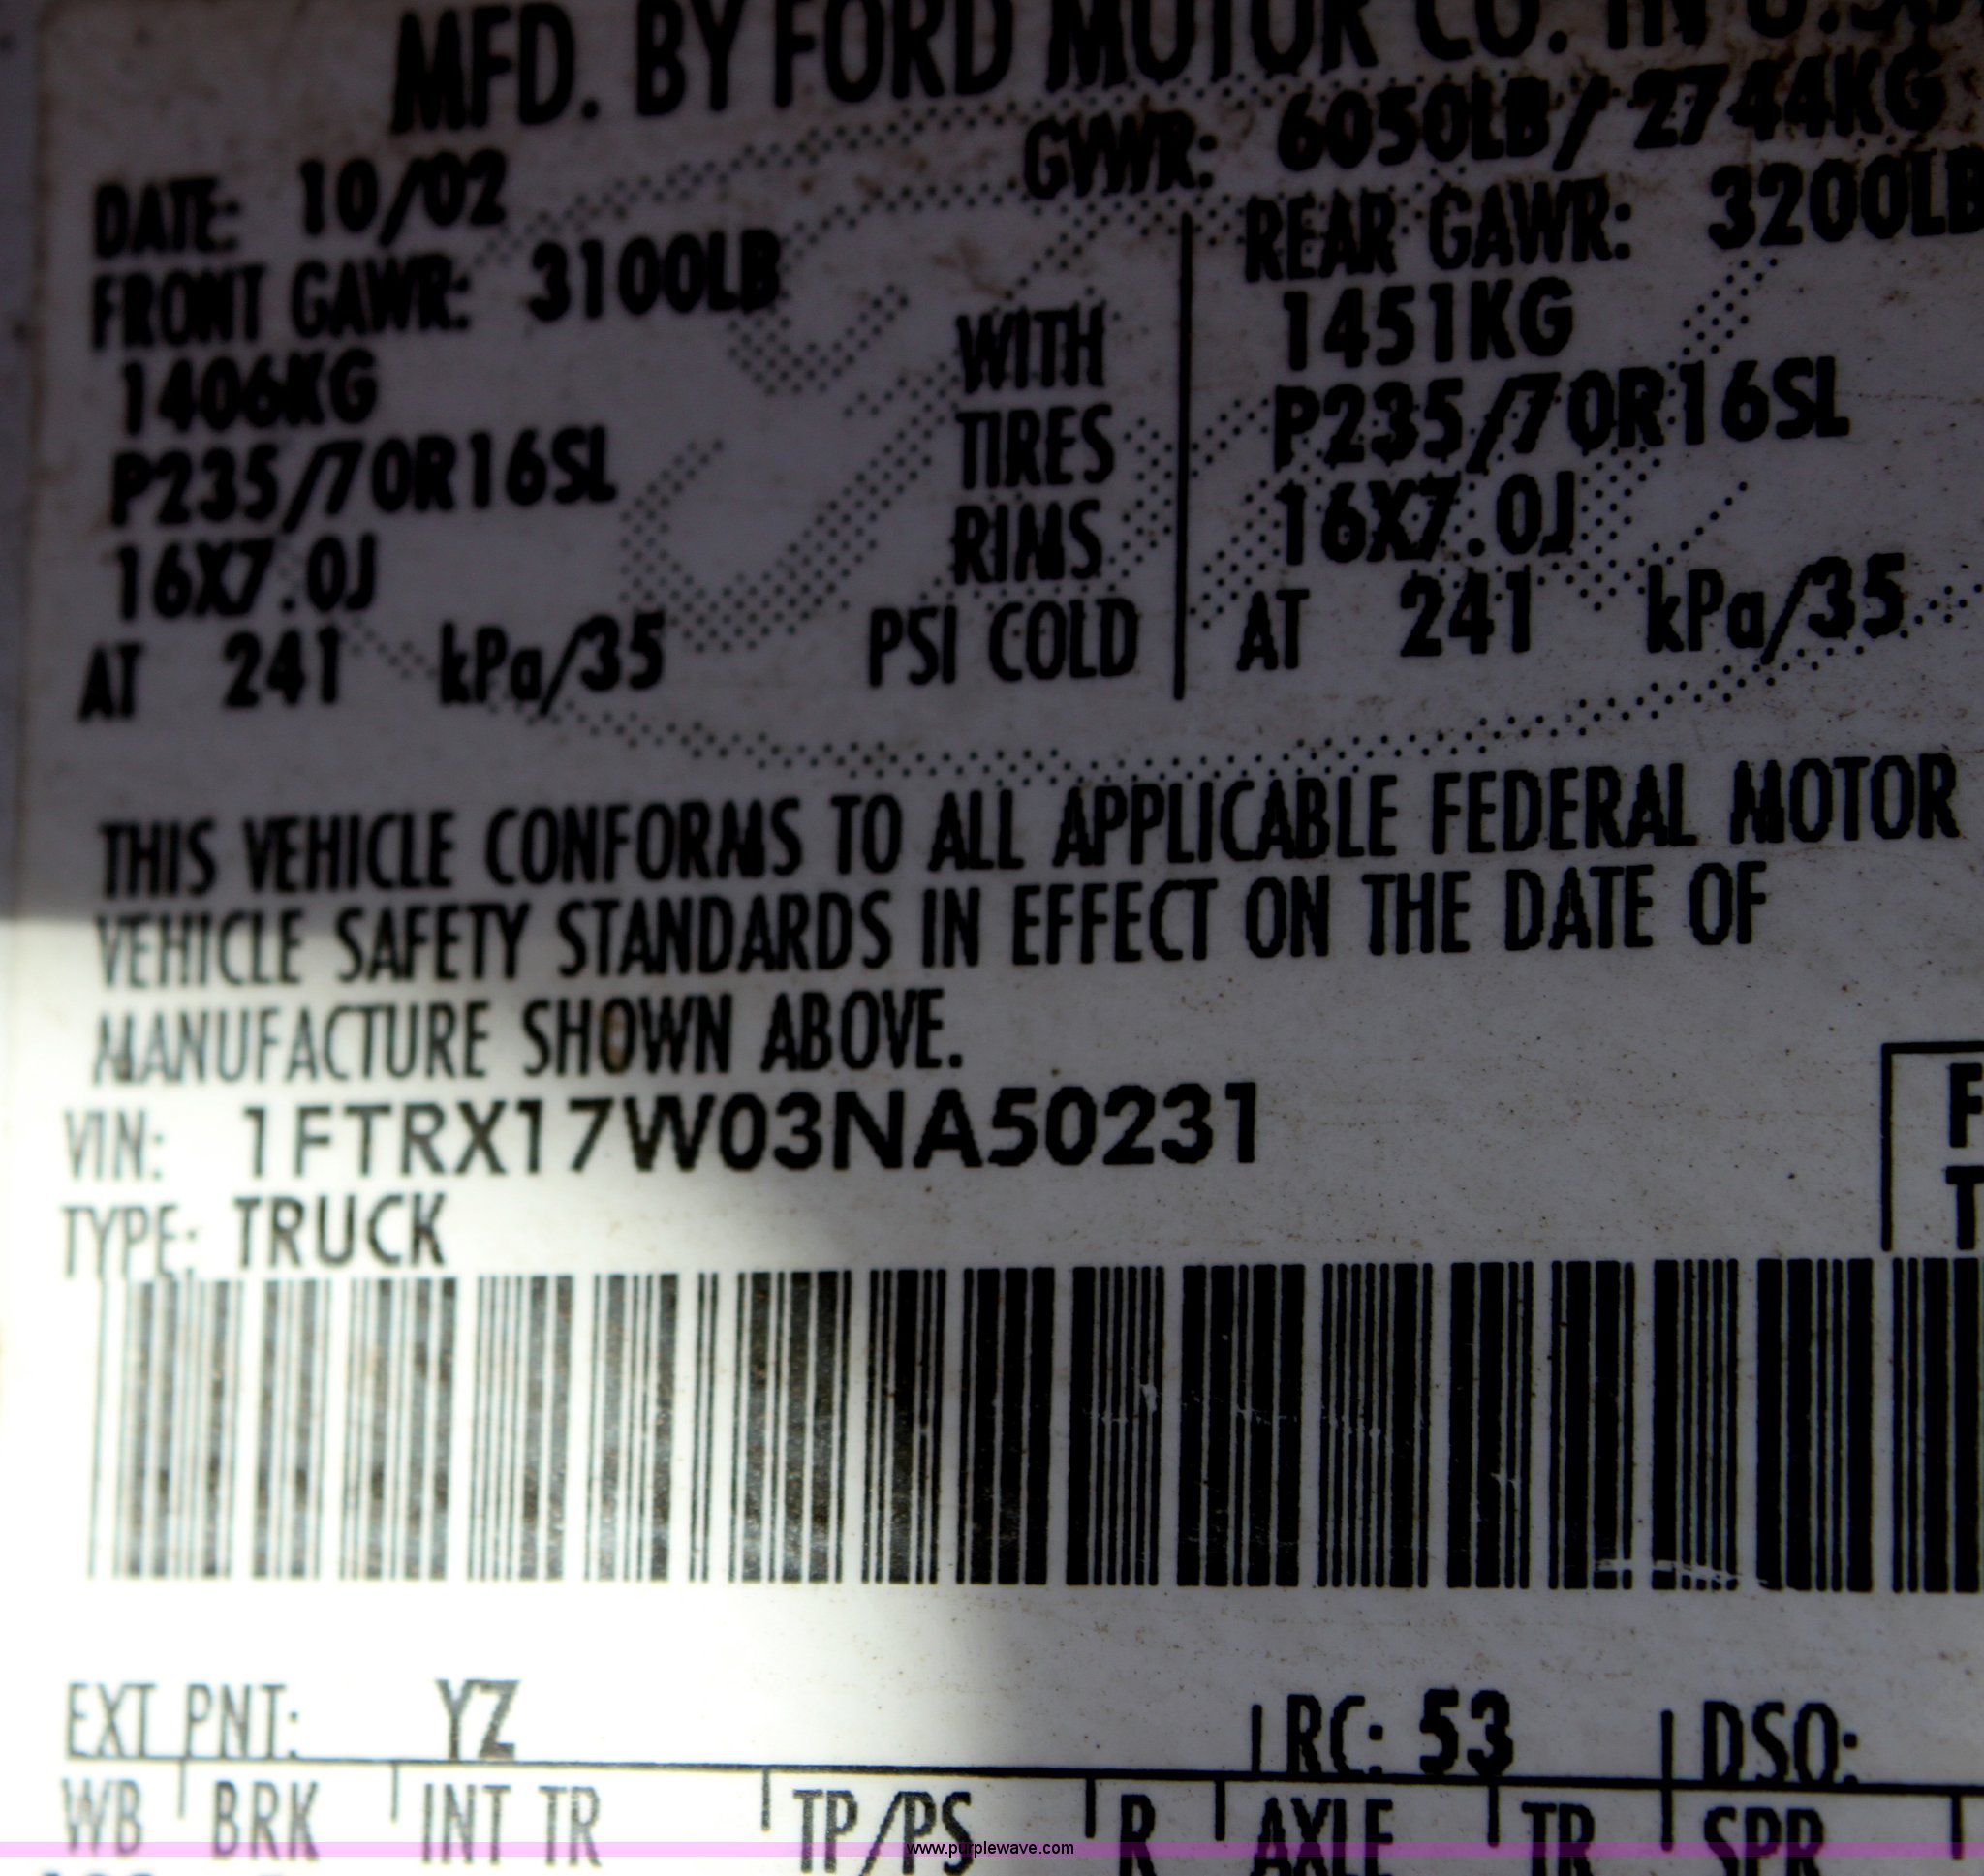 MFD. BY FORD MOTOR CO. IN U.S.
DATE: 10/02 GVWR: 6050LB/ 2744KG
FRONT GAWR: 3100LB REAR GAWR: 3200LB
1406KG WITH 1451KG
P235/70R16SL TIRES P235/70R16SL
16X7.0J RIMS 16X7.0J
AT 241 kPa/35 PSI COLD AT 241 kPa/35
THIS VEHICLE CONFORMS TO ALL APPLICABLE FEDERAL MOTOR
VEHICLE SAFETY STANDARDS IN EFFECT ON THE DATE OF
MANUFACTURE SHOWN ABOVE.
VIN: 1FTRX17W03NA50231
F
TYPE: TRUCK
T
EXT PNT: YZ RC: 53 DSO:
WB BRK INT TR TP/PS R AXLE TR SPR
www.purplewave.com